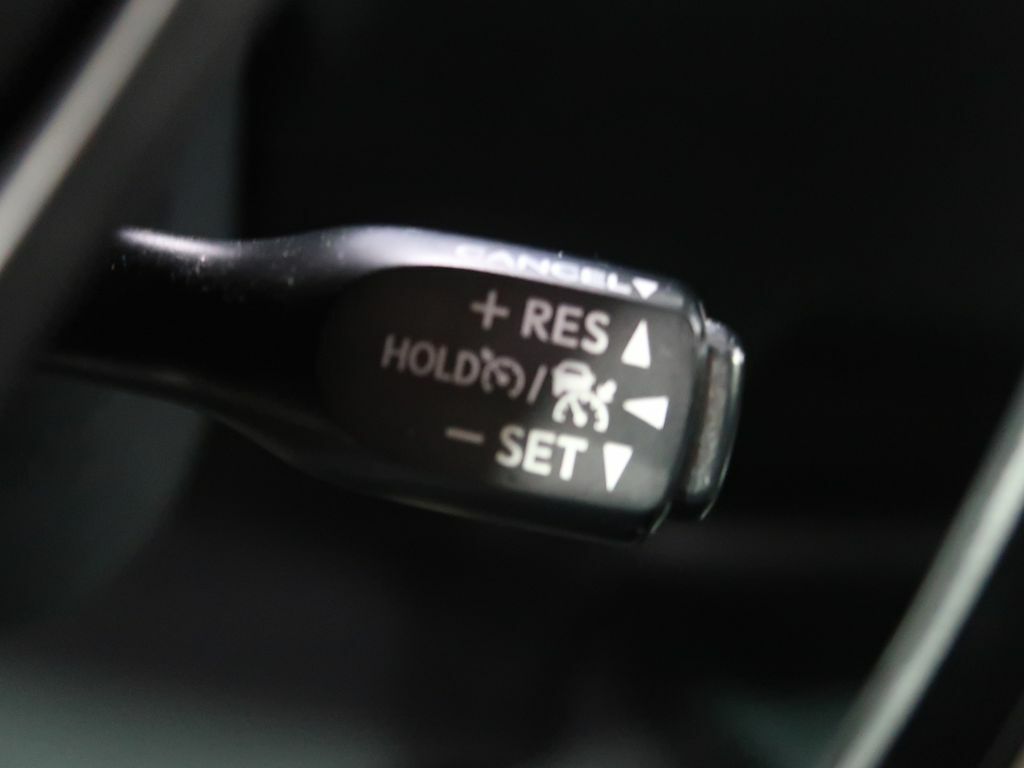 CANCEL
+ RES
HOLD /
− SET